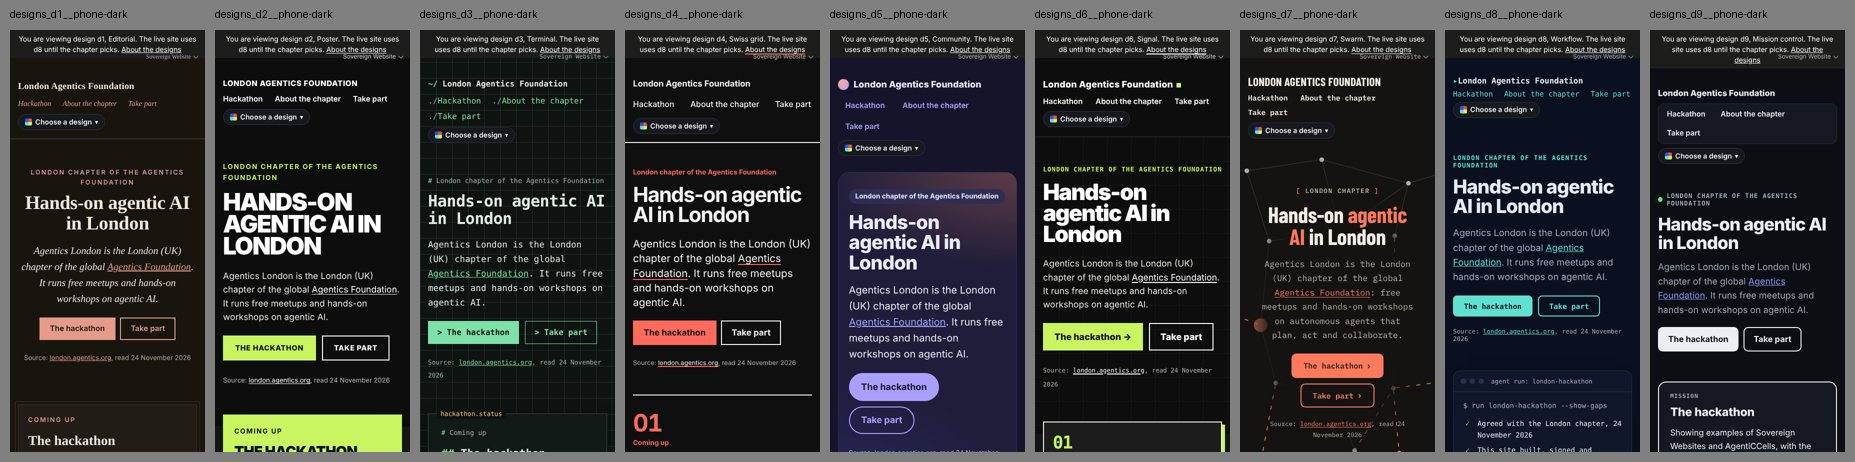 designs_d1__phone-dark
You are viewing design d1, Editorial. The live site uses
d8 until the chapter picks. About the designs
Sovereign Website
London Agentics Foundation
Hackathon About the chapter Take part
Choose a design ▾
LONDON CHAPTER OF THE AGENTICS
FOUNDATION
Hands-on agentic AI
in London
Agentics London is the London (UK)
chapter of the global Agentics Foundation.
It runs free meetups and hands-on
workshops on agentic AI.
The hackathon Take part
Source: london.agentics.org, read 24 November 2026
COMING UP
The hackathon
designs_d2__phone-dark
You are viewing design d2, Poster. The live site uses
d8 until the chapter picks. About the designs
Sovereign Website
LONDON AGENTICS FOUNDATION
Hackathon About the chapter Take part
Choose a design ▾
LONDON CHAPTER OF THE AGENTICS
FOUNDATION
HANDS-ON
AGENTIC AI IN
LONDON
Agentics London is the London (UK)
chapter of the global Agentics Foundation.
It runs free meetups and hands-on
workshops on agentic AI.
THE HACKATHON TAKE PART
Source: london.agentics.org, read 24 November 2026
COMING UP
THE HACKATHON
designs_d3__phone-dark
You are viewing design d3, Terminal. The live site
uses d8 until the chapter picks. About the designs
Sovereign Website
~/ London Agentics Foundation
./Hackathon ./About the chapter
./Take part
Choose a design ▾
# London chapter of the Agentics Foundation
Hands-on agentic AI
in London
Agentics London is the London
(UK) chapter of the global
Agentics Foundation. It runs free
meetups and hands-on workshops on
agentic AI.
> The hackathon > Take part
Source: london.agentics.org, read 24 November
2026
hackathon.status
# Coming up
## The hackathon
designs_d4__phone-dark
You are viewing design d4, Swiss grid. The live site
uses d8 until the chapter picks. About the designs
Sovereign Website
London Agentics Foundation
Hackathon About the chapter Take part
Choose a design ▾
London chapter of the Agentics Foundation
Hands-on agentic
AI in London
Agentics London is the London (UK)
chapter of the global Agentics
Foundation. It runs free meetups
and hands-on workshops on
agentic AI.
The hackathon Take part
Source: london.agentics.org, read 24 November 2026
01
Coming up
designs_d5__phone-dark
You are viewing design d5, Community. The live site
uses d8 until the chapter picks. About the designs
Sovereign Website
London Agentics Foundation
Hackathon About the chapter
Take part
Choose a design ▾
London chapter of the Agentics Foundation
Hands-on
agentic AI in
London
Agentics London is the London
(UK) chapter of the global
Agentics Foundation. It runs free
meetups and hands-on
workshops on agentic AI.
The hackathon
Take part
designs_d6__phone-dark
You are viewing design d6, Signal. The live site uses
d8 until the chapter picks. About the designs
Sovereign Website
London Agentics Foundation
Hackathon About the chapter Take part
Choose a design ▾
LONDON CHAPTER OF THE AGENTICS FOUNDATION
Hands-on
agentic AI in
London
Agentics London is the London (UK)
chapter of the global Agentics Foundation.
It runs free meetups and hands-on
workshops on agentic AI.
The hackathon → Take part
Source: london.agentics.org, read 24 November
2026
01
designs_d7__phone-dark
You are viewing design d7, Swarm. The live site uses
d8 until the chapter picks. About the designs
Sovereign Website
LONDON AGENTICS FOUNDATION
Hackathon About the chapter
Take part
Choose a design ▾
[ LONDON CHAPTER ]
Hands-on agentic
AI in London
Agentics London is the London
(UK) chapter of the global
Agentics Foundation: free
meetups and hands-on workshops
on autonomous agents that
plan, act and collaborate.
The hackathon ›
Take part ›
Source: london.agentics.org, read 24
November 2026
designs_d8__phone-dark
You are viewing design d8, Workflow. The live site
uses d8 until the chapter picks. About the designs
Sovereign Website
▸London Agentics Foundation
Hackathon About the chapter Take part
Choose a design ▾
LONDON CHAPTER OF THE AGENTICS
FOUNDATION
Hands-on agentic
AI in London
Agentics London is the London (UK)
chapter of the global Agentics
Foundation. It runs free meetups and
hands-on workshops on agentic AI.
The hackathon Take part
Source: london.agentics.org, read 24 November
2026
agent run: london-hackathon
$ run london-hackathon --show-gaps
✓ Agreed with the London chapter, 24
November 2026
✓ This site built, signed and
designs_d9__phone-dark
You are viewing design d9, Mission control. The live
site uses d8 until the chapter picks. About the
designs
Sovereign Website
London Agentics Foundation
Hackathon About the chapter
Take part
Choose a design ▾
LONDON CHAPTER OF THE AGENTICS
FOUNDATION
Hands-on agentic AI
in London
Agentics London is the London (UK)
chapter of the global Agentics
Foundation. It runs free meetups and
hands-on workshops on agentic AI.
The hackathon Take part
MISSION
The hackathon
Showing examples of Sovereign
Websites and AgentiCCells, with the